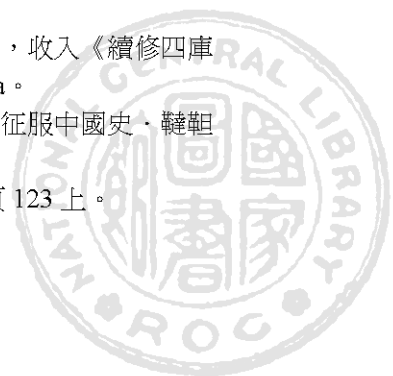 ，收入《續修四庫
a。
征服中國史·韃靼
頁 123 上。
NATIONAL CENTRAL LIBRARY
ROC
國家圖書